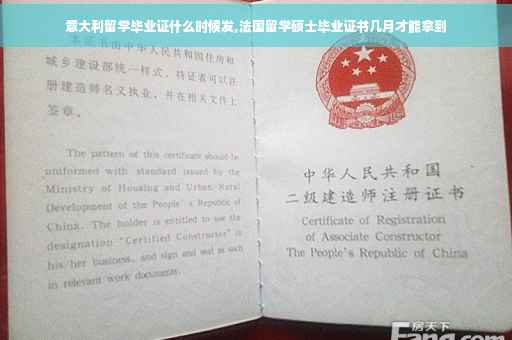 意大利留学毕业证什么时候发,法国留学硕士毕业证书几月才能拿到
本证书由中华人民共和国住房和
城乡建设部统一样式，持证者可以注
册建造师名义执业，并在相关文件上
签章。
The pattern of this certificate should be
uniformed with standard issued by the
Ministry of Housing and Urban Rural
Development of the People's Republic of
China. The holder is entitled to use the
designation "Certified Constructor" in
his/her business, and sign and seal at such
in relevant work documents.
中华人民共和国
二级建造师注册证书
Certificate of Registration
of Associate Constructor
The People's Republic of China
房天下
Fang.com